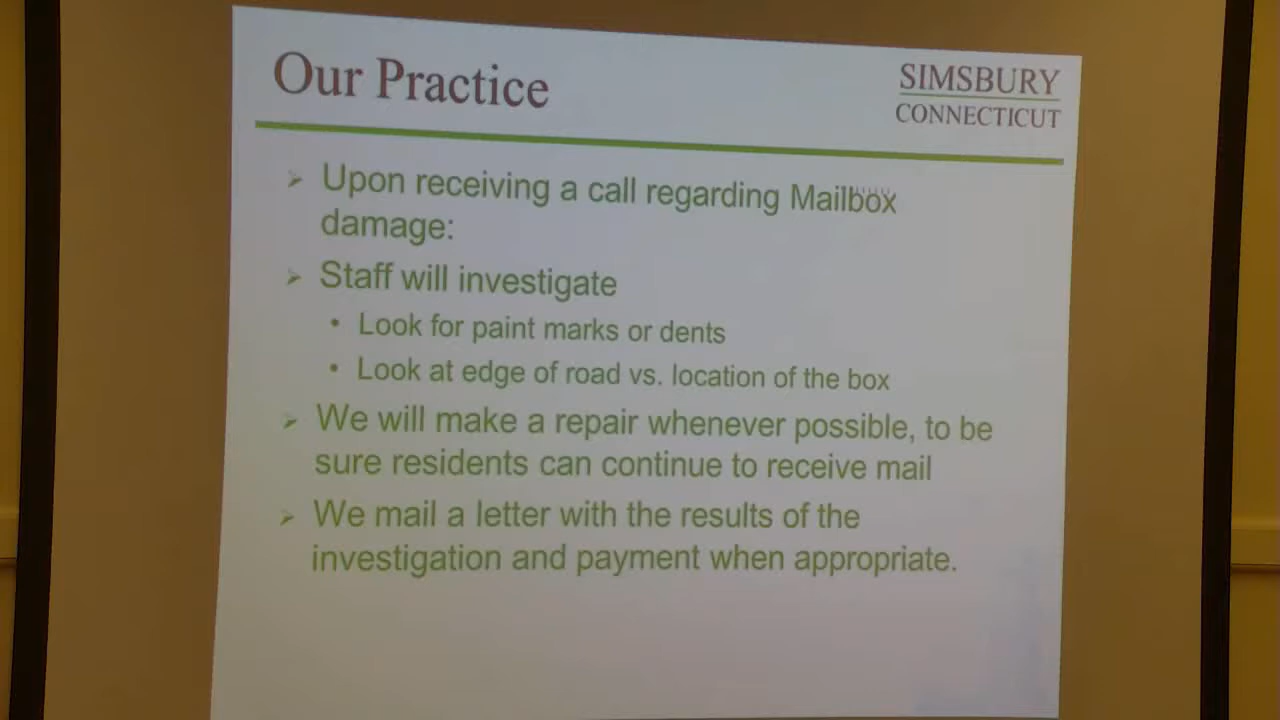 Our Practice
SIMSBURY
CONNECTICUT
➢ Upon receiving a call regarding Mailbox
damage:
➢ Staff will investigate
• Look for paint marks or dents
• Look at edge of road vs. location of the box
➢ We will make a repair whenever possible, to be
sure residents can continue to receive mail
➢ We mail a letter with the results of the
investigation and payment when appropriate.